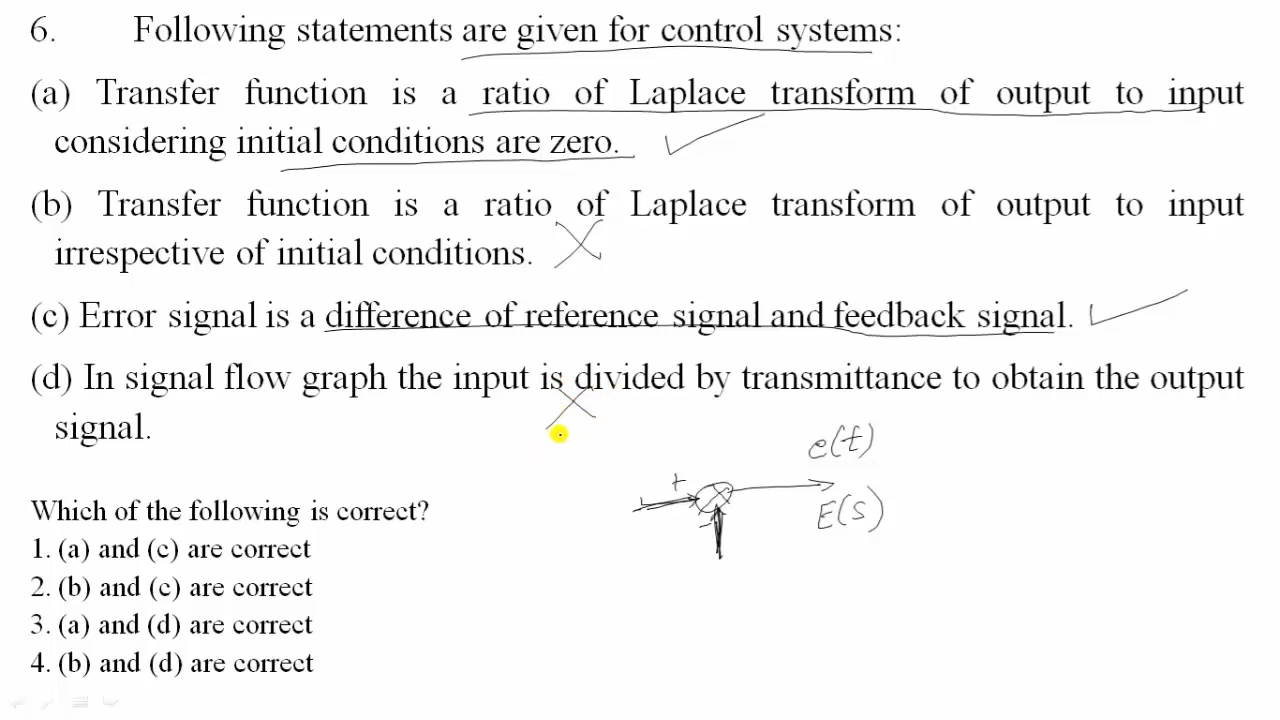 6. Following statements are given for control systems:
(a) Transfer function is a ratio of Laplace transform of output to input
considering initial conditions are zero.
(b) Transfer function is a ratio of Laplace transform of output to input
irrespective of initial conditions.
(c) Error signal is a difference of reference signal and feedback signal.
(d) In signal flow graph the input is divided by transmittance to obtain the output
signal.
e(t)
+
E(s)
-
Which of the following is correct?
1. (a) and (c) are correct
2. (b) and (c) are correct
3. (a) and (d) are correct
4. (b) and (d) are correct